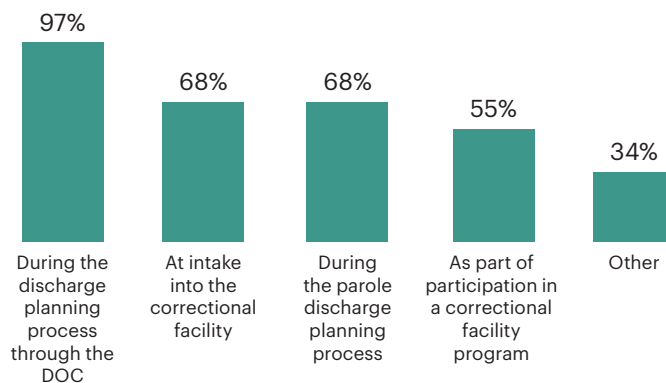 97%
68%
68%
55%
34%
During the
discharge
planning
process
through the
DOC
At intake
into the
correctional
facility
During
the parole
discharge
planning
process
As part of
participation in
a correctional
facility
program
Other